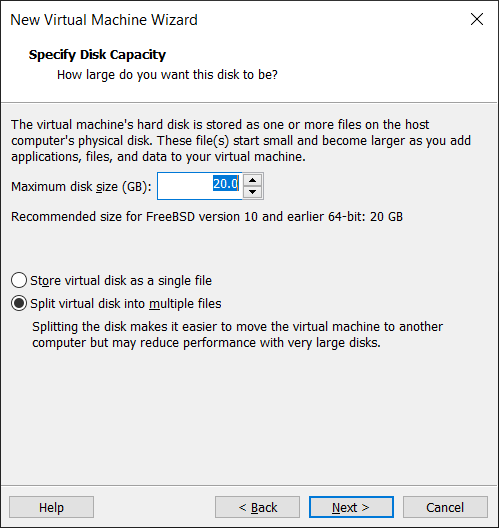 New Virtual Machine Wizard
Specify Disk Capacity
How large do you want this disk to be?
The virtual machine's hard disk is stored as one or more files on the host
computer's physical disk. These file(s) start small and become larger as you add
applications, files, and data to your virtual machine.
Maximum disk size (GB): 20.0
Recommended size for FreeBSD version 10 and earlier 64-bit: 20 GB
Store virtual disk as a single file
Split virtual disk into multiple files
Splitting the disk makes it easier to move the virtual machine to another
computer but may reduce performance with very large disks.
Help < Back Next > Cancel